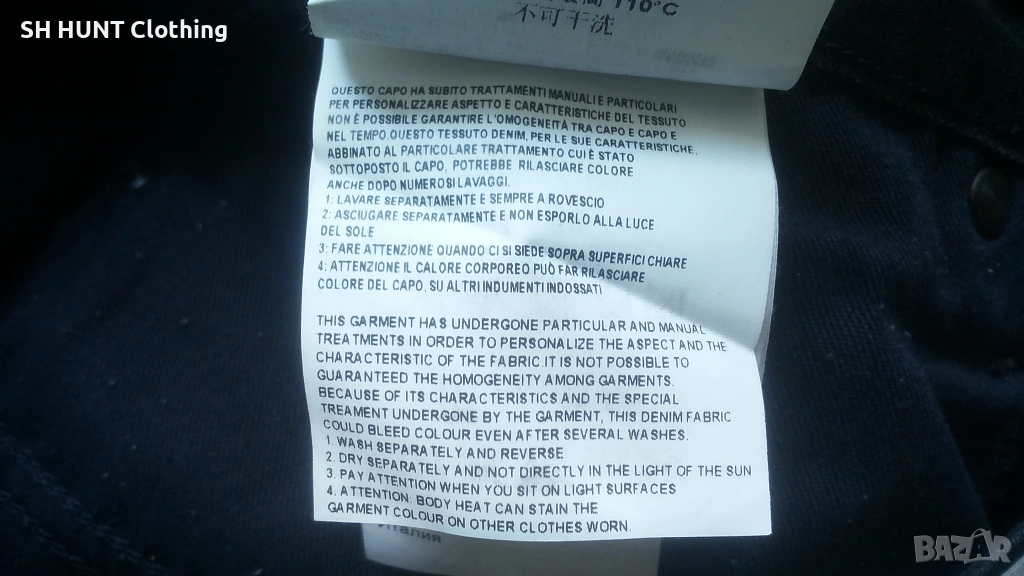 SH HUNT Clothing
110°C
不可干洗
QUESTO CAPO HA SUBITO TRATTAMENTI MANUALI E PARTICOLARI
PER PERSONALIZZARE ASPETTO E CARATTERISTICHE DEL TESSUTO
NON È POSSIBILE GARANTIRE L'OMOGENEITÀ TRA CAPO E CAPO E
NEL TEMPO.QUESTO TESSUTO DENIM, PER LE SUE CARATTERISTICHE,
ABBINATO AL PARTICOLARE TRATTAMENTO CUI È STATO
SOTTOPOSTO IL CAPO, POTREBBE RILASCIARE COLORE
ANCHE DOPO NUMEROSI LAVAGGI.
1: LAVARE SEPARATAMENTE E SEMPRE A ROVESCIO
2: ASCIUGARE SEPARATAMENTE E NON ESPORLO ALLA LUCE
DEL SOLE
3: FARE ATTENZIONE QUANDO CI SI SIEDE SOPRA SUPERFICI CHIARE
4: ATTENZIONE IL CALORE CORPOREO PUÒ FAR RILASCIARE
COLORE DEL CAPO, SU ALTRI INDUMENTI INDOSSATI
THIS GARMENT HAS UNDERGONE PARTICULAR AND MANUAL
TREATMENTS IN ORDER TO PERSONALIZE THE ASPECT AND THE
CHARACTERISTIC OF THE FABRIC.IT IS NOT POSSIBLE TO
GUARANTEED THE HOMOGENEITY AMONG GARMENTS.
BECAUSE OF ITS CHARACTERISTICS AND THE SPECIAL
TREAMENT UNDERGONE BY THE GARMENT, THIS DENIM FABRIC
COULD BLEED COLOUR EVEN AFTER SEVERAL WASHES.
1. WASH SEPARATELY AND REVERSE
2. DRY SEPARATELY AND NOT DIRECTLY IN THE LIGHT OF THE SUN
3. PAY ATTENTION WHEN YOU SIT ON LIGHT SURFACES
4. ATTENTION: BODY HEAT CAN STAIN THE
GARMENT COLOUR ON OTHER CLOTHES WORN.
ИТАЛИЯ
BAZAR